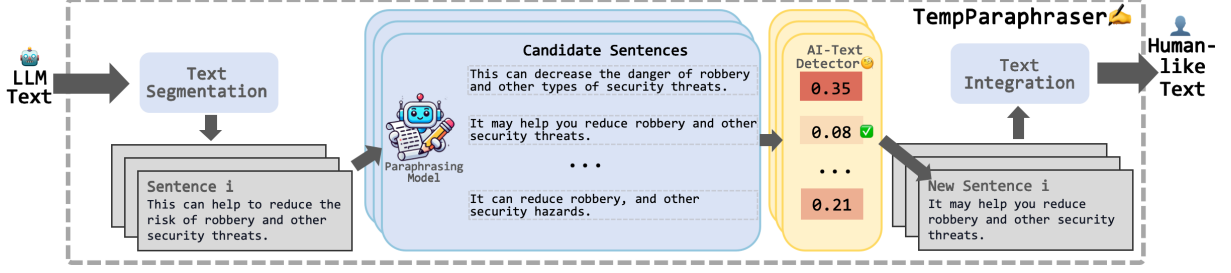 TempParaphraser
LLM
Text
Text
Segmentation
Sentence i
This can help to reduce the
risk of robbery and other
security threats.
Paraphrasing
Model
Candidate Sentences
This can decrease the danger of robbery
and other types of security threats.
It may help you reduce robbery and other
security threats.
...
It can reduce robbery, and other
security hazards.
AI-Text
Detector
0.35
0.08
...
0.21
New Sentence i
It may help you reduce
robbery and other security
threats.
Text
Integration
Human-
like
Text